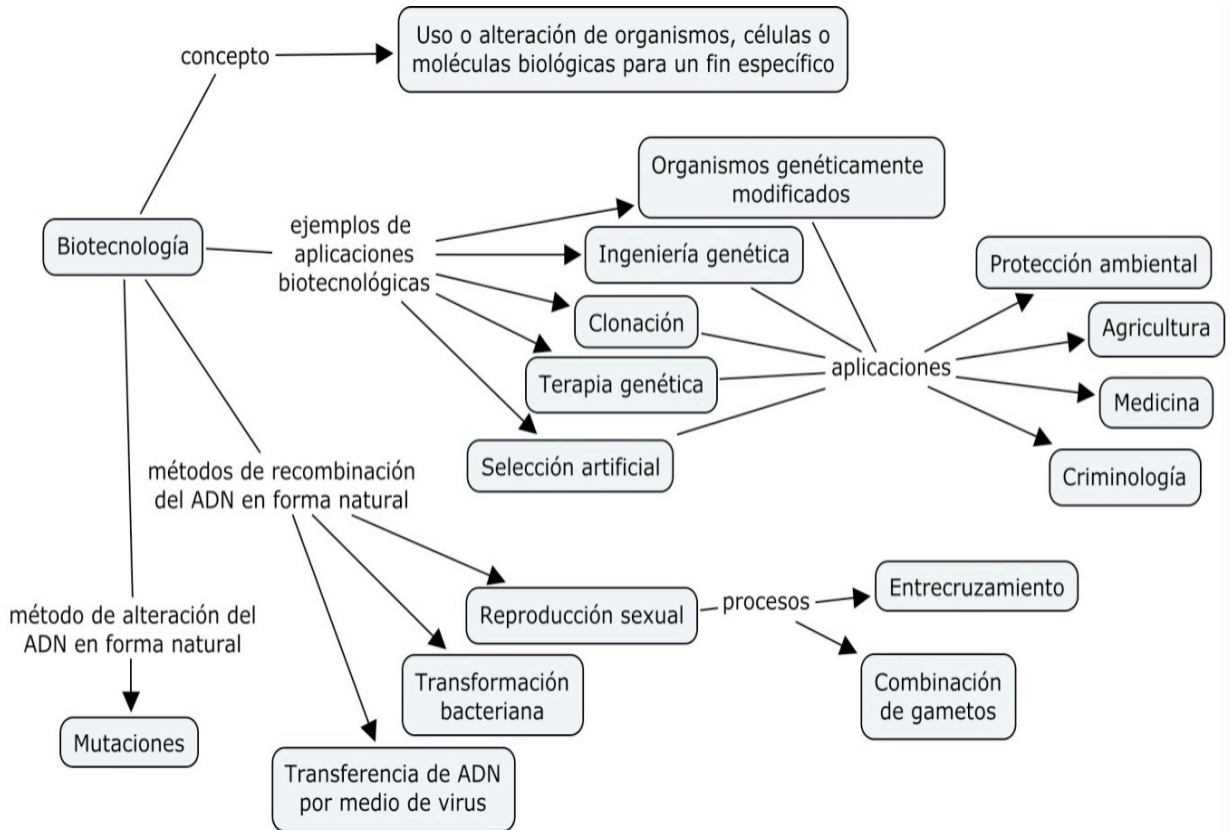 concepto
Uso o alteración de organismos, células o
moléculas biológicas para un fin específico
Biotecnología
ejemplos de
aplicaciones
biotecnológicas
Organismos genéticamente
modificados
Ingeniería genética
Clonación
Terapia genética
Selección artificial
aplicaciones
Protección ambiental
Agricultura
Medicina
Criminología
métodos de recombinación
del ADN en forma natural
Reproducción sexual
procesos
Entrecruzamiento
Combinación
de gametos
Transformación
bacteriana
Transferencia de ADN
por medio de virus
método de alteración del
ADN en forma natural
Mutaciones